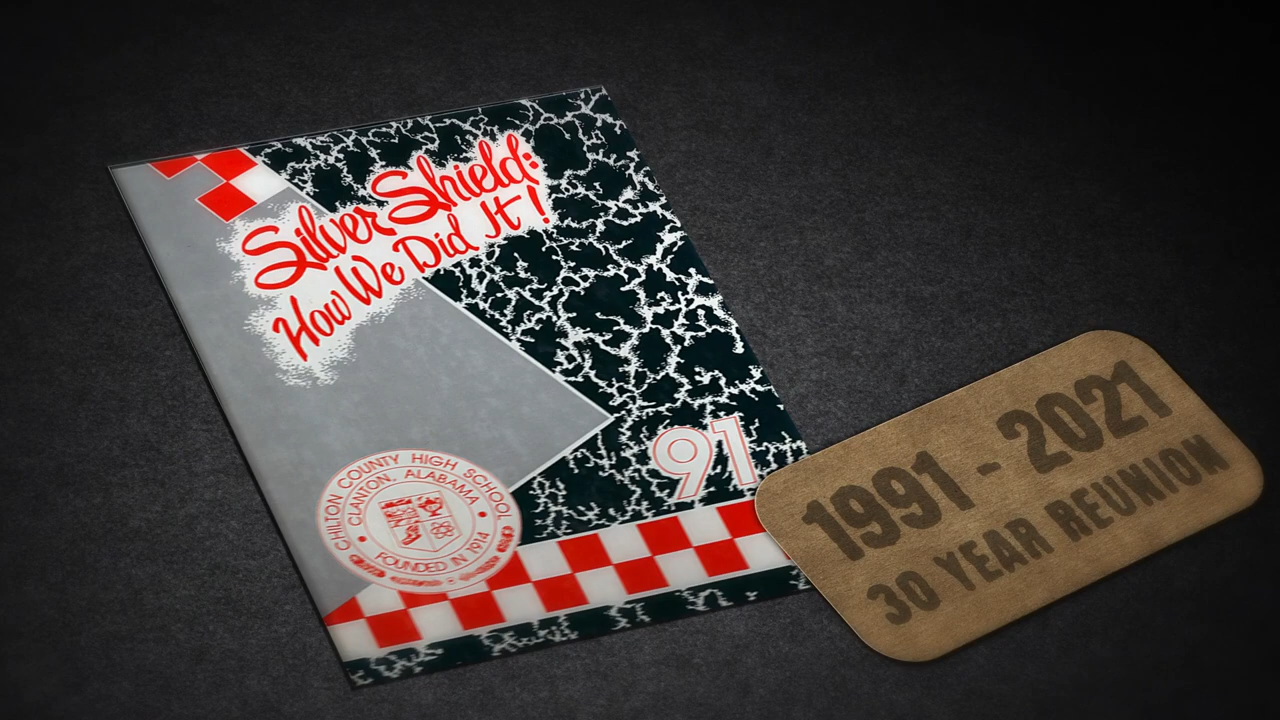 Silver Shield:
How We Did It!
91
CHILTON COUNTY HIGH SCHOOL
CLANTON, ALABAMA
FOUNDED IN 1914
1991 - 2021
30 YEAR REUNION